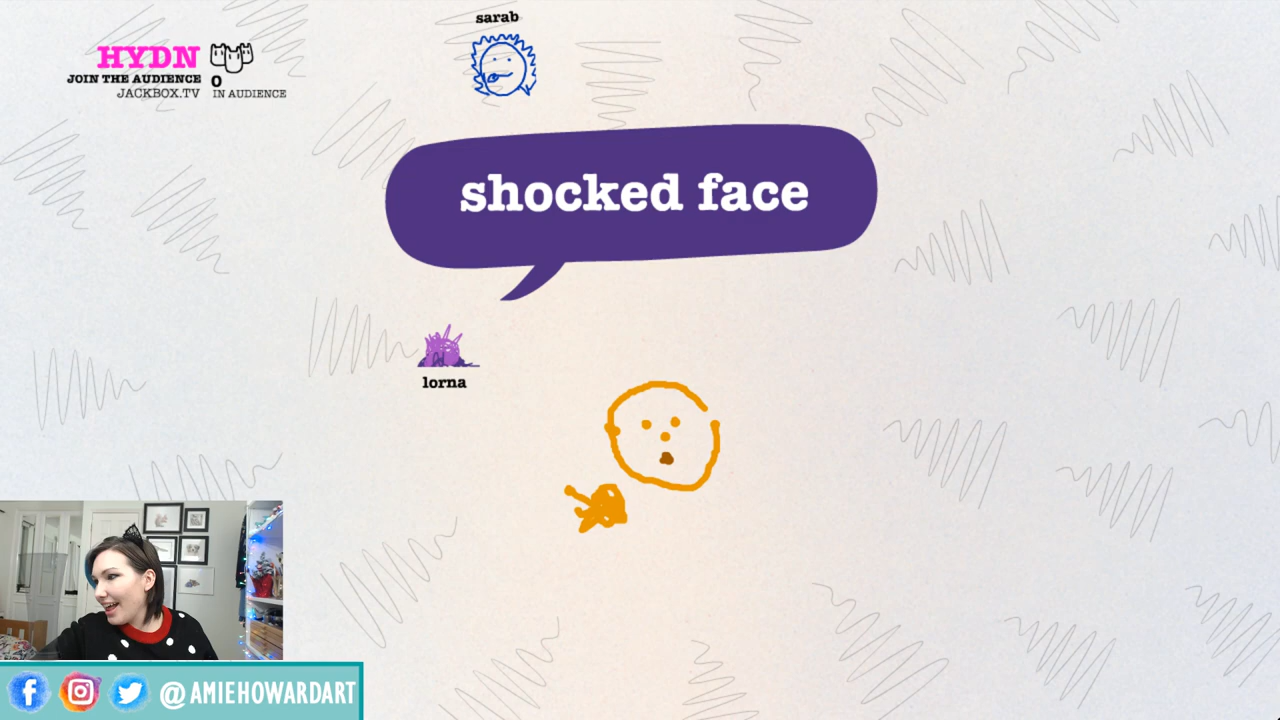 sarab
HYDN
JOIN THE AUDIENCE
0
JACKBOX.TV
IN AUDIENCE
shocked face
lorna
@AMIEHOWARDART